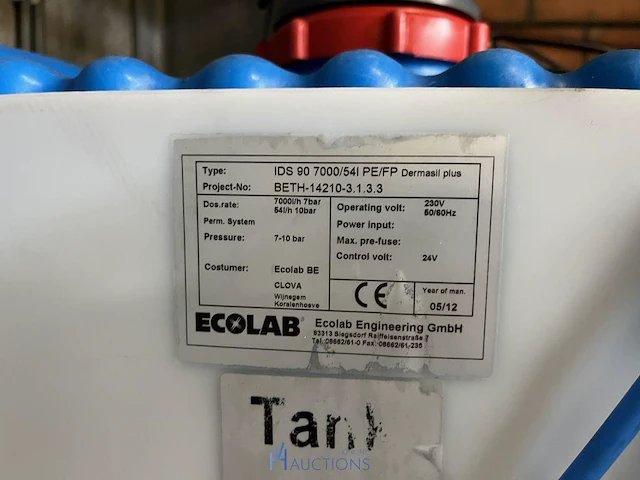 Type: IDS 90 7000/54l PE/FP Dermasil plus
Project-No: BETH-14210-3.1.3.3
Dos.rate: 7000l/h 7bar
54l/h 10bar
Perm. System
Pressure: 7-10 bar
Costumer: Ecolab BE
CLOVA
Wijnegem
Koralenhoeve
Operating volt: 230V
50/60Hz
Power input:
Max. pre-fuse:
Control volt: 24V
CE
Year of man.
05/12
ECOLAB
Ecolab Engineering GmbH
83313 Siegsdorf Raiffeisenstraße 7
Tel.:08662/61-0 Fax.:08662/61-235
Tank
AUCTIONS